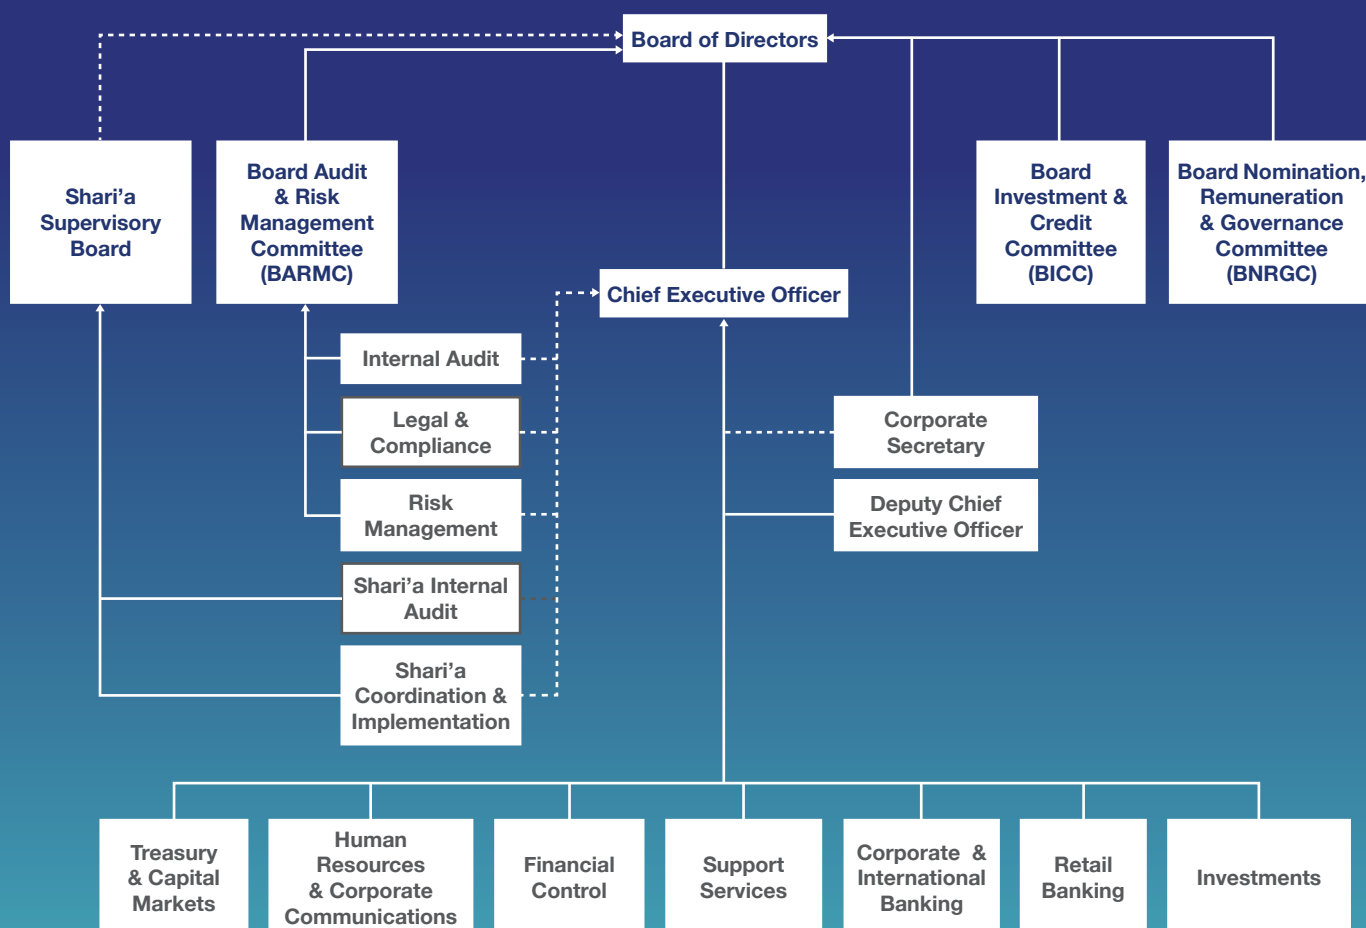 Board of Directors
Shari’a
Supervisory
Board
Board Audit
& Risk
Management
Committee
(BARMC)
Board
Investment &
Credit
Committee
(BICC)
Board Nomination,
Remuneration
& Governance
Committee
(BNRGC)
Chief Executive Officer
Internal Audit
Legal &
Compliance
Risk
Management
Shari’a Internal
Audit
Shari’a
Coordination &
Implementation
Corporate
Secretary
Deputy Chief
Executive Officer
Treasury
& Capital
Markets
Human
Resources
& Corporate
Communications
Financial
Control
Support
Services
Corporate &
International
Banking
Retail
Banking
Investments